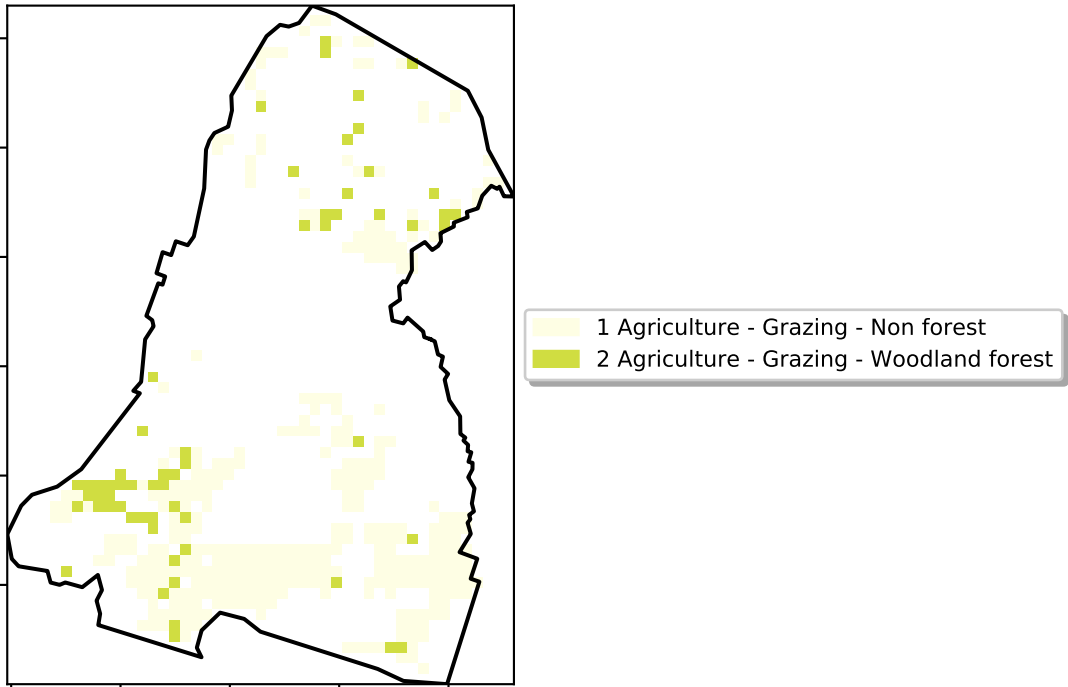 1 Agriculture - Grazing - Non forest
2 Agriculture - Grazing - Woodland forest